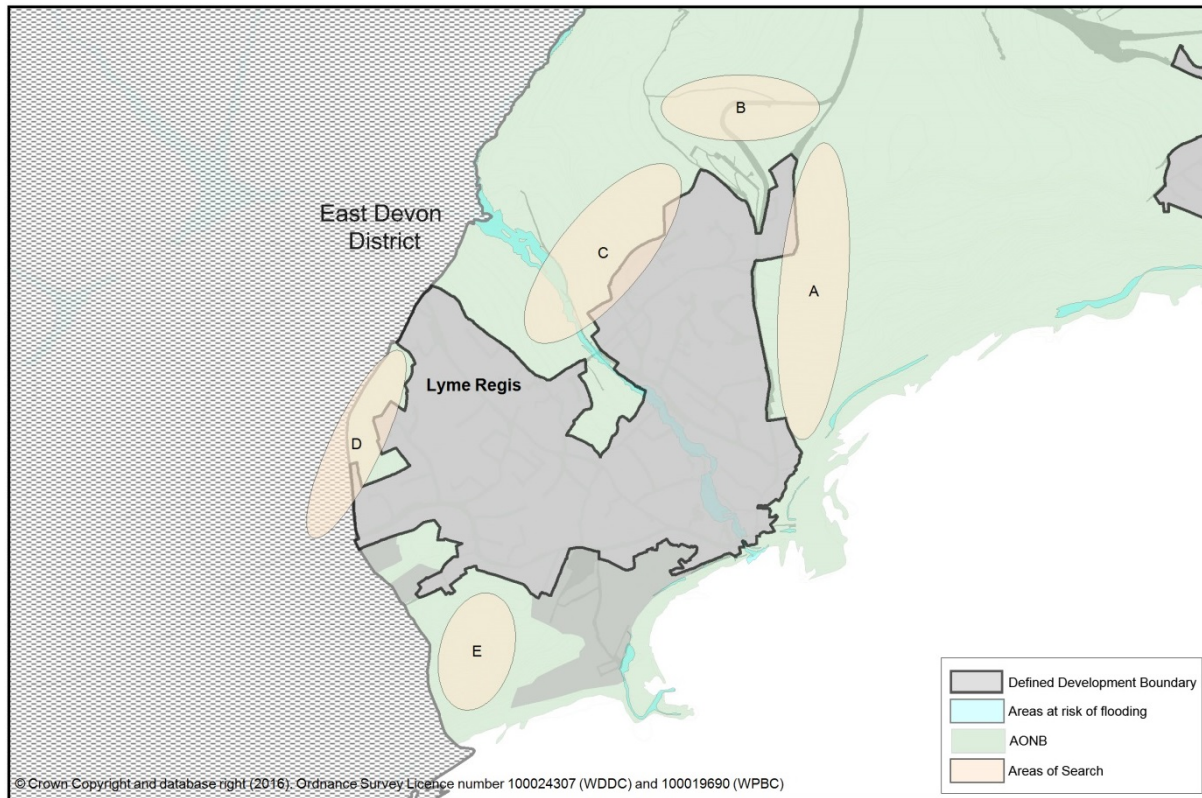 B
East Devon
District
C
A
Lyme Regis
D
E
Defined Development Boundary
Areas at risk of flooding
AONB
Areas of Search
© Crown Copyright and database right (2016). Ordnance Survey Licence number 100024307 (WDDC) and 100019690 (WPBC)